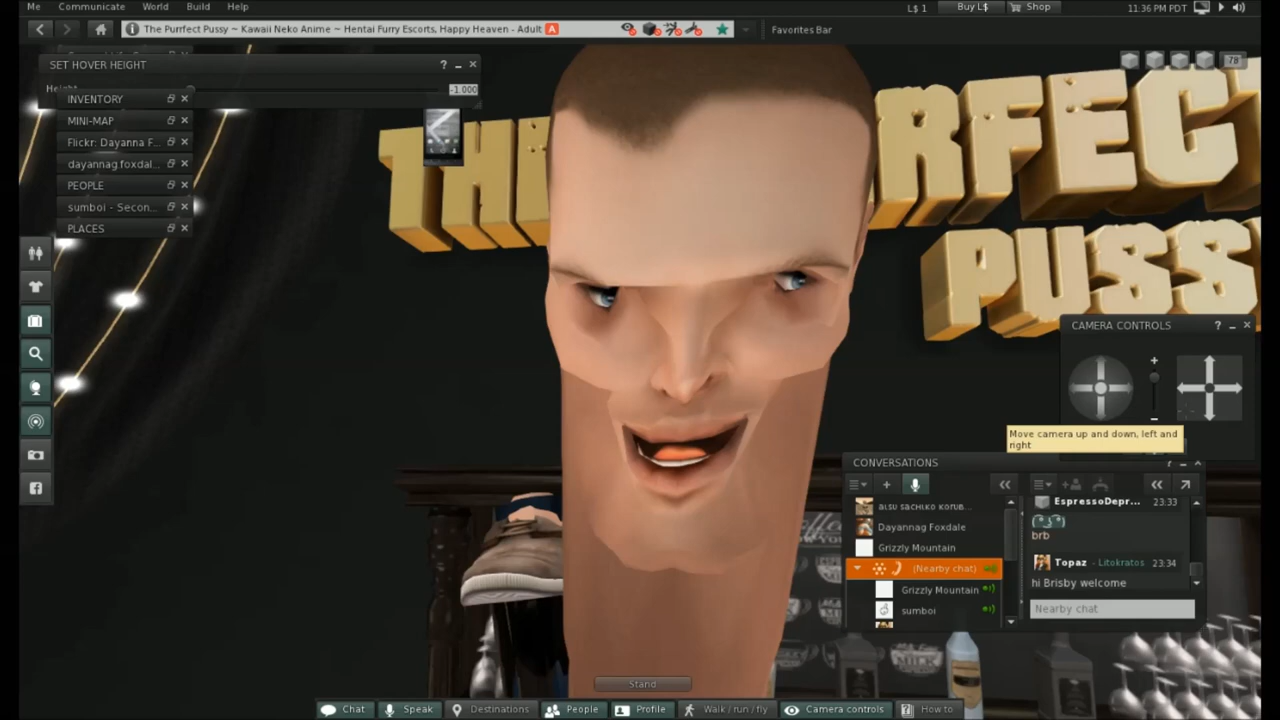 Me Communicate World Build Help L$ 1 Buy L$ Shop 11:36 PM PDT
The Purrfect Pussy ~ Kawaii Neko Anime ~ Hentai Furry Escorts, Happy Heaven - Adult A Favorites Bar
SET HOVER HEIGHT ?
78
Height -1.000
INVENTORY
MINI-MAP
Flickr: Dayanna F...
dayannag foxdal...
PEOPLE
sumboi - Secon...
PLACES
TH RFECT
PUSS
CAMERA CONTROLS ?
Move camera up and down, left and
right
CONVERSATIONS ?
Dayannag Foxdale
Grizzly Mountain
(Nearby chat)
Grizzly Mountain
sumboi
EspressoDepr... 23:33
( ͡° ͜ʖ ͡°)
brb
Topaz - Litokratos 23:34
hi Brisby welcome
Nearby chat
MILK
Stand
Chat Speak Destinations People Profile Walk / run / fly Camera controls How to